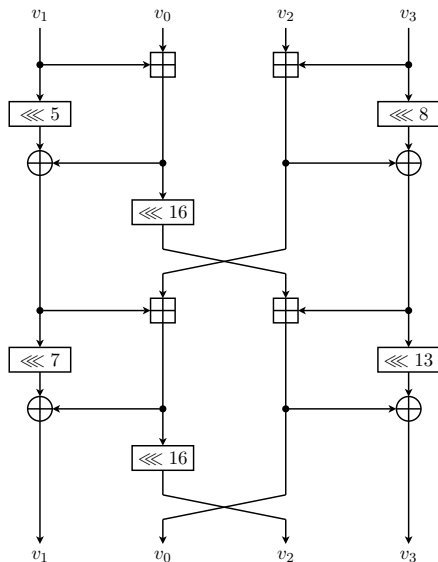 v₁ v₀ v₂ v₃
⋘ 5 ⋘ 8
⋘ 16
⋘ 7 ⋘ 13
⋘ 16
v₁ v₀ v₂ v₃